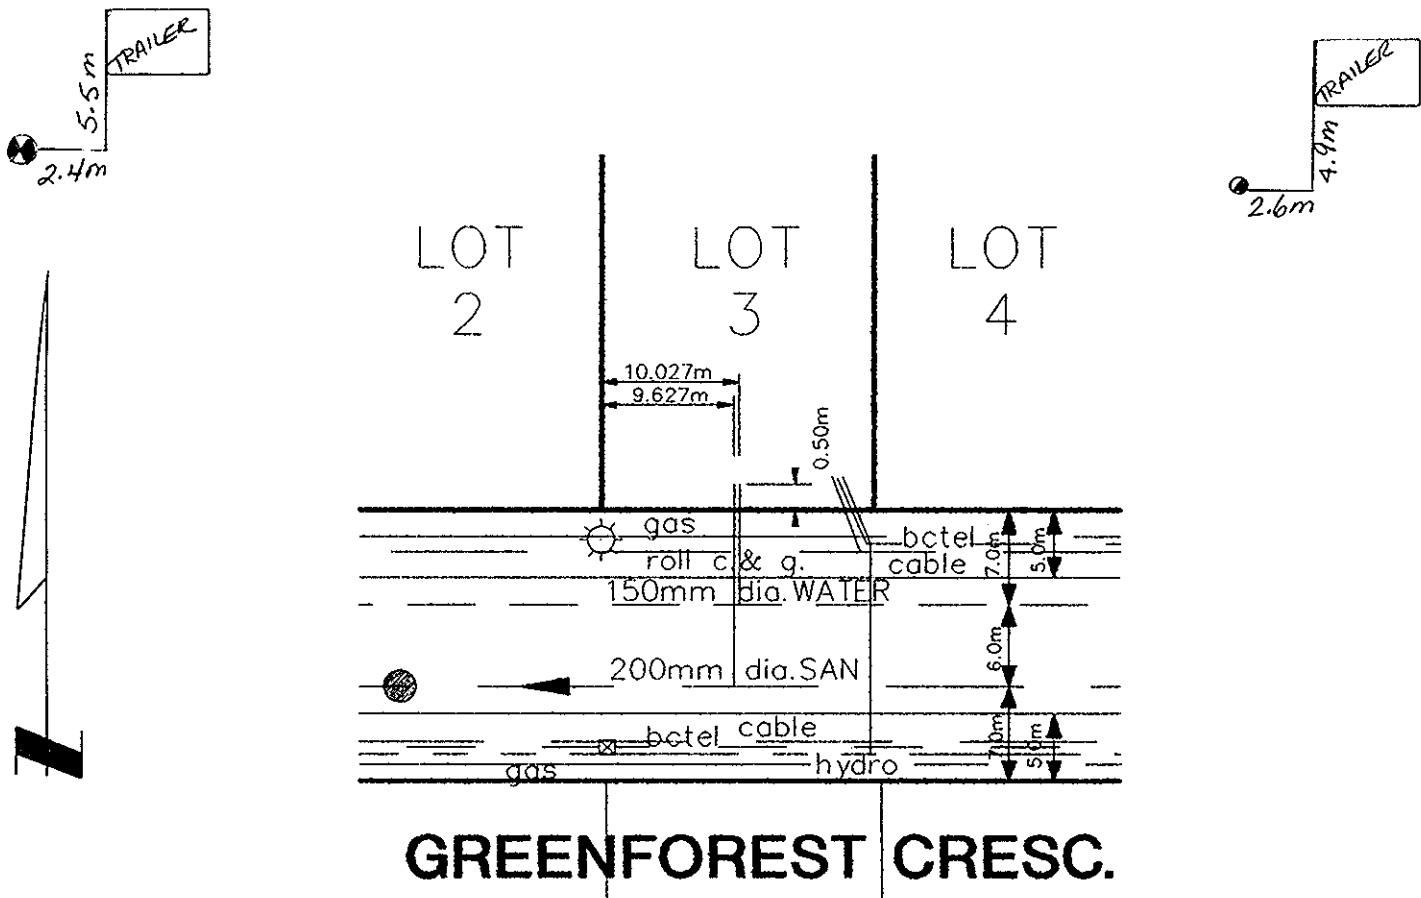 TRAILER
5.5m
2.4m
TRAILER
4.9m
2.6m
LOT
2
LOT
3
LOT
4
10.027m
9.627m
0.50m
gas
bctel
roll c.& g.
cable
7.0m
5.0m
150mm dia.WATER
6.0m
200mm dia.SAN
cable
bctel
7.0m
5.0m
gas
hydro
GREENFOREST CRESC.